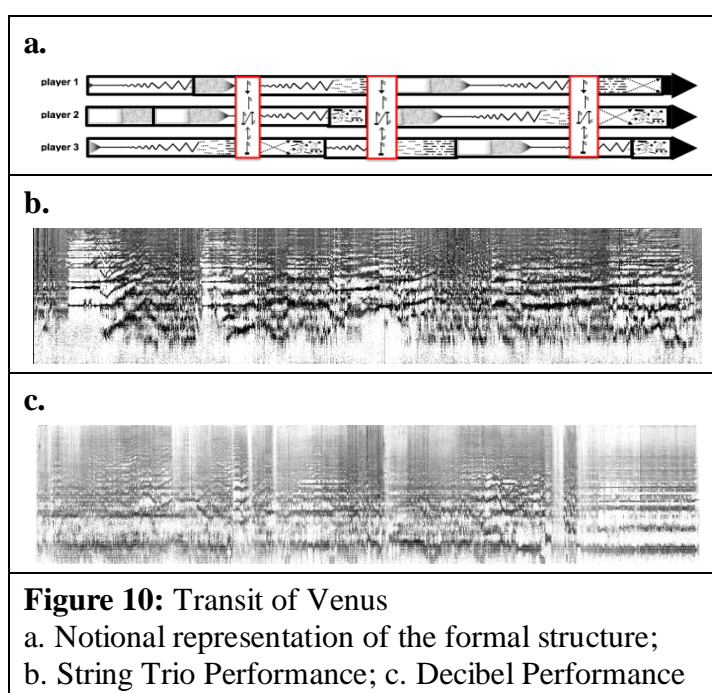 a.
player 1
player 2
player 3
b.
c.
Figure 10: Transit of Venus
a. Notional representation of the formal structure;
b. String Trio Performance; c. Decibel Performance